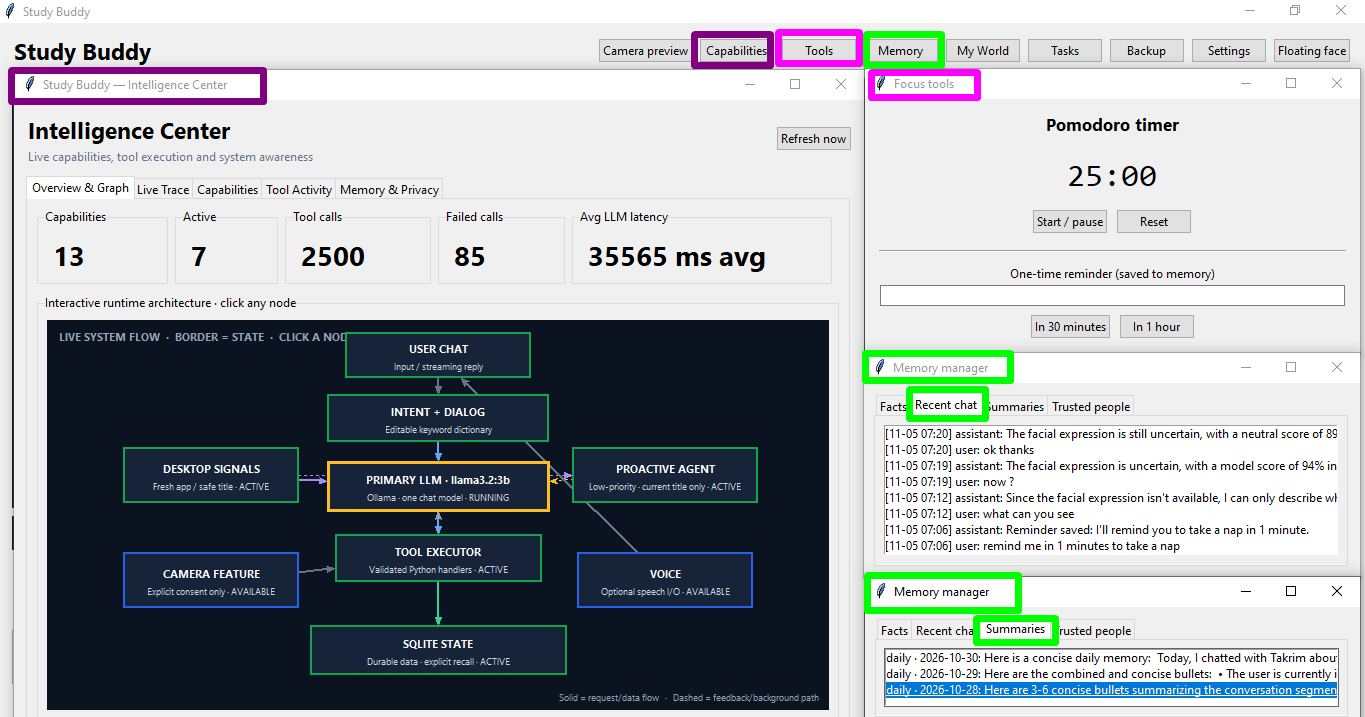 Study Buddy
Study Buddy
Camera preview
Capabilities
Tools
Memory
My World
Tasks
Backup
Settings
Floating face
Study Buddy — Intelligence Center
Intelligence Center
Live capabilities, tool execution and system awareness
Refresh now
Overview & Graph
Live Trace
Capabilities
Tool Activity
Memory & Privacy
Capabilities
13
Active
7
Tool calls
2500
Failed calls
85
Avg LLM latency
35565 ms avg
Interactive runtime architecture · click any node
LIVE SYSTEM FLOW · BORDER = STATE · CLICK A NOD
USER CHAT
Input / streaming reply
INTENT + DIALOG
Editable keyword dictionary
DESKTOP SIGNALS
Fresh app / safe title · ACTIVE
PRIMARY LLM · llama3.2:3b
Ollama · one chat model · RUNNING
PROACTIVE AGENT
Low-priority · current title only · ACTIVE
TOOL EXECUTOR
Validated Python handlers · ACTIVE
CAMERA FEATURE
Explicit consent only · AVAILABLE
VOICE
Optional speech I/O · AVAILABLE
SQLITE STATE
Durable data · explicit recall · ACTIVE
Solid = request/data flow · Dashed = feedback/background path
Focus tools
Pomodoro timer
25:00
Start / pause
Reset
One-time reminder (saved to memory)
In 30 minutes
In 1 hour
Memory manager
Facts
Recent chat
Summaries
Trusted people
[11-05 07:20] assistant: The facial expression is still uncertain, with a neutral score of 89
[11-05 07:20] user: ok thanks
[11-05 07:19] assistant: The facial expression is uncertain, with a model score of 94% in
[11-05 07:19] user: now ?
[11-05 07:12] assistant: Since the facial expression isn't available, I can only describe wh
[11-05 07:12] user: what can you see
[11-05 07:06] assistant: Reminder saved: I'll remind you to take a nap in 1 minute.
[11-05 07:06] user: remind me in 1 minutes to take a nap
Memory manager
Facts
Recent cha
Summaries
rusted people
daily · 2026-10-30: Here is a concise daily memory: Today, I chatted with Takrim abou
daily · 2026-10-29: Here are the combined and concise bullets: • The user is currently i
daily · 2026-10-28: Here are 3-6 concise bullets summarizing the conversation segmen